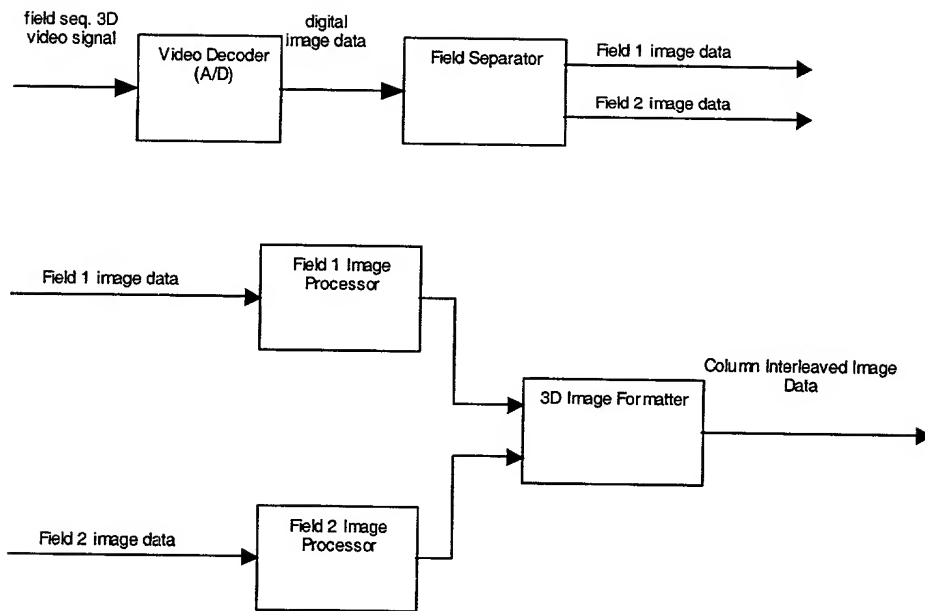 field seq. 3D
video signal
Video Decoder
(A/D)
digital
image data
Field Separator
Field 1 image data
Field 2 image data
Field 1 image data
Field 1 Image
Processor
Column Interleaved Image
Data
3D Image Formatter
Field 2 image data
Field 2 Image
Processor